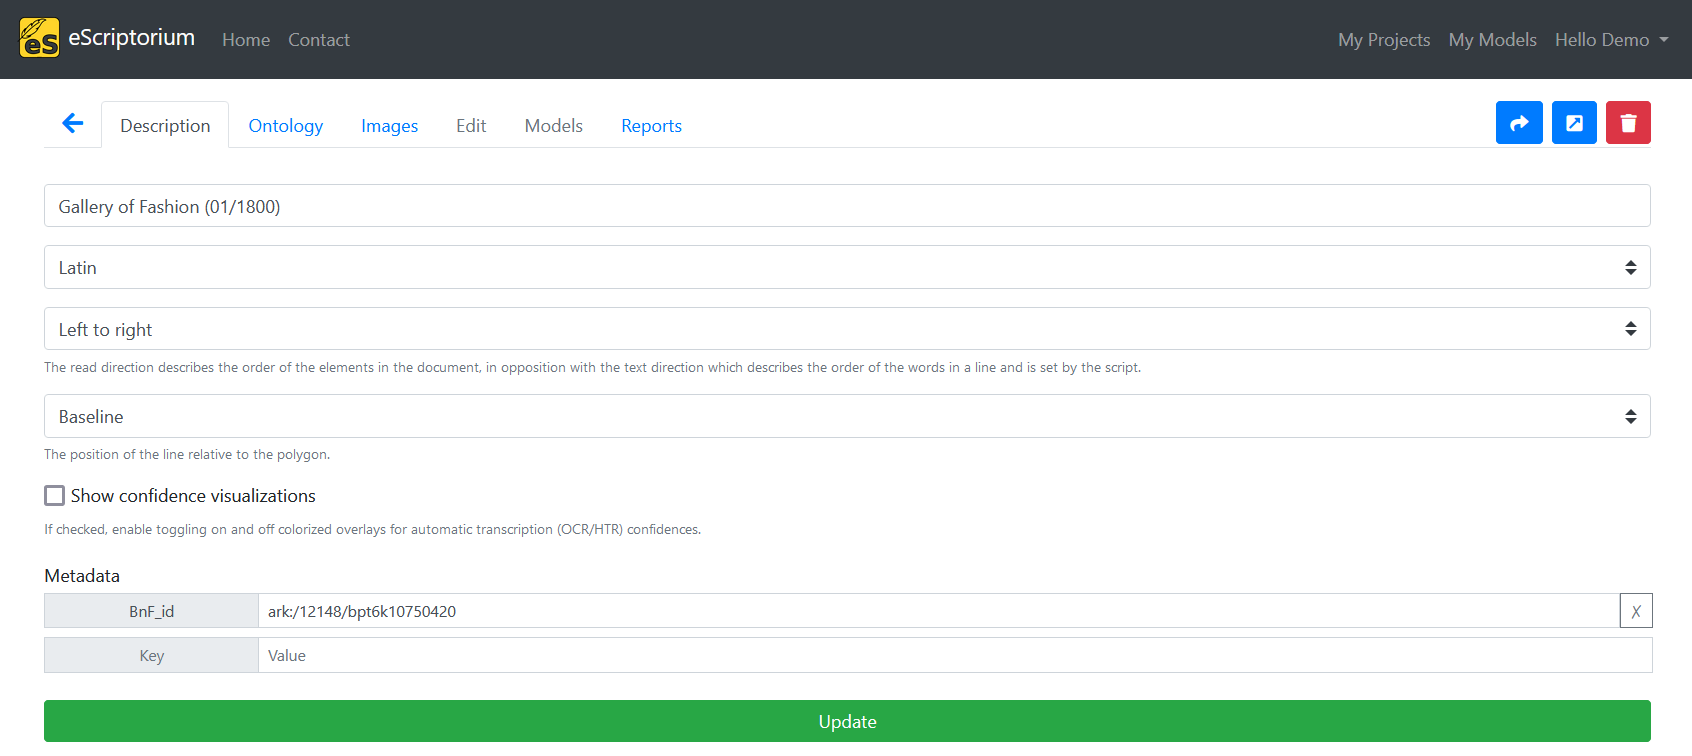 eS eScriptorium Home Contact My Projects My Models Hello Demo
Description Ontology Images Edit Models Reports
Gallery of Fashion (01/1800)
Latin
Left to right
The read direction describes the order of the elements in the document, in opposition with the text direction which describes the order of the words in a line and is set by the script.
Baseline
The position of the line relative to the polygon.
Show confidence visualizations
If checked, enable toggling on and off colorized overlays for automatic transcription (OCR/HTR) confidences.
Metadata
BnF_id ark:/12148/bpt6k10750420 X
Key Value
Update